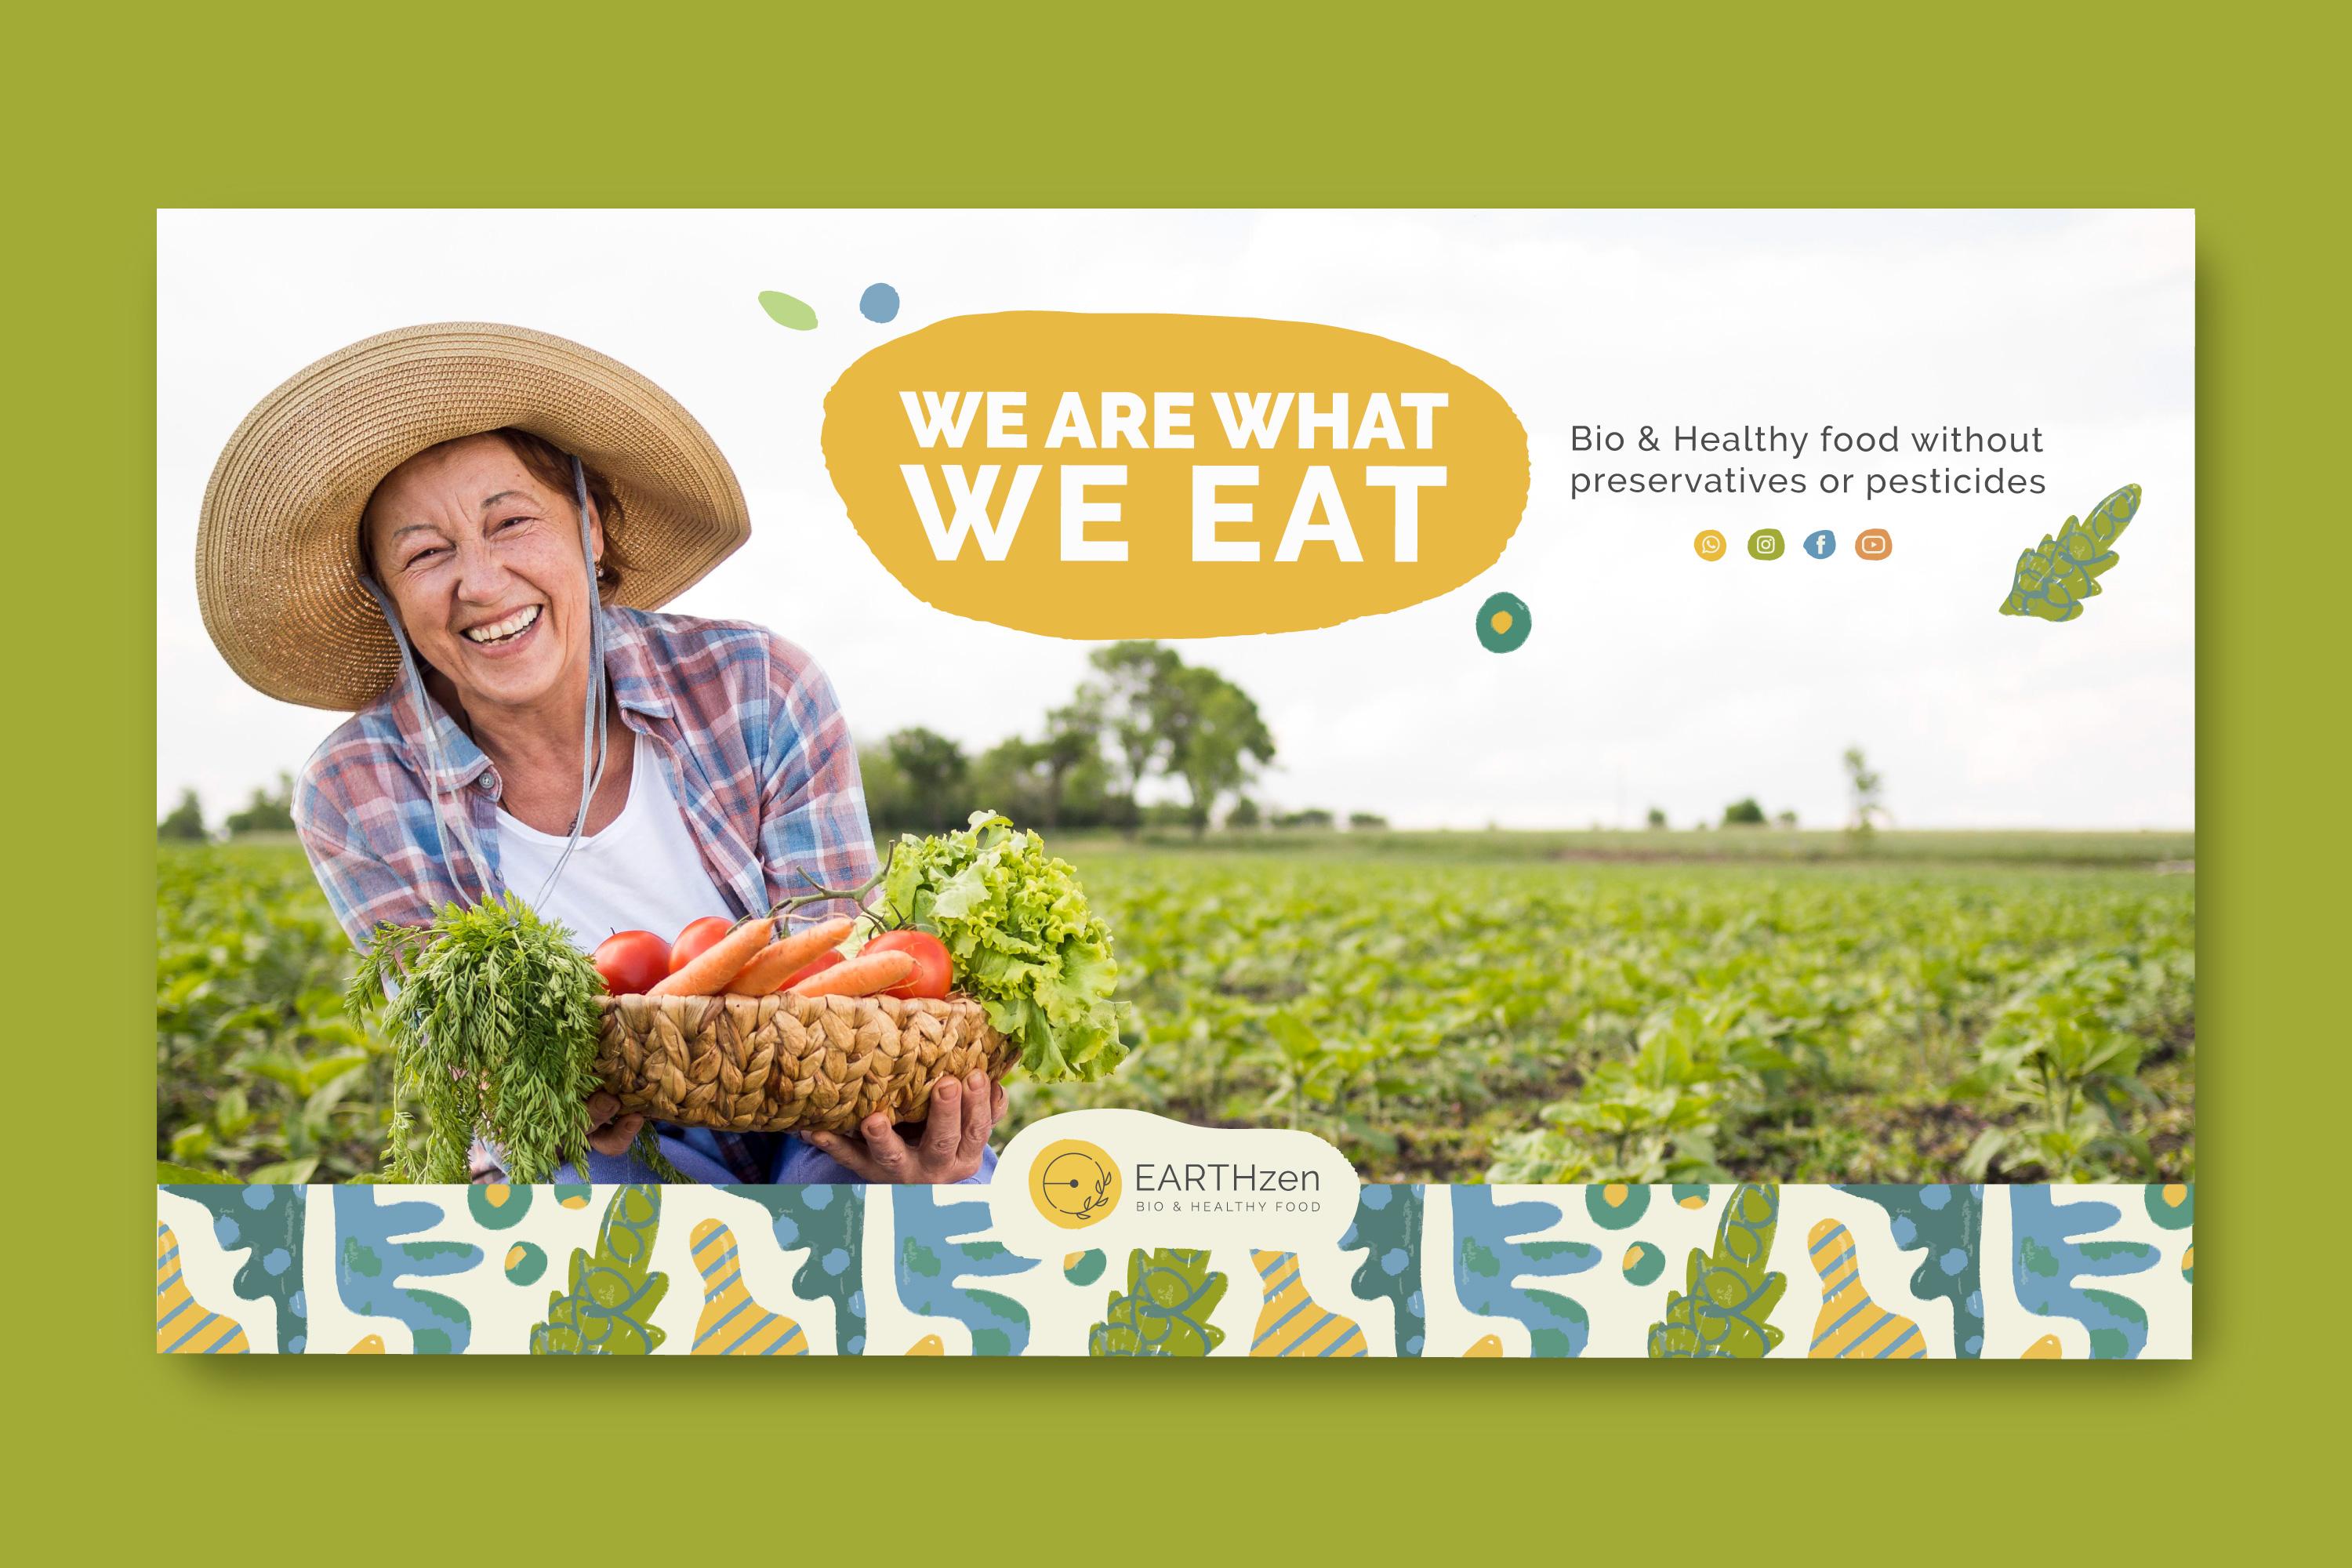 WE ARE WHAT
WE EAT
Bio & Healthy food without
preservatives or pesticides
EARTHzen
BIO & HEALTHY FOOD